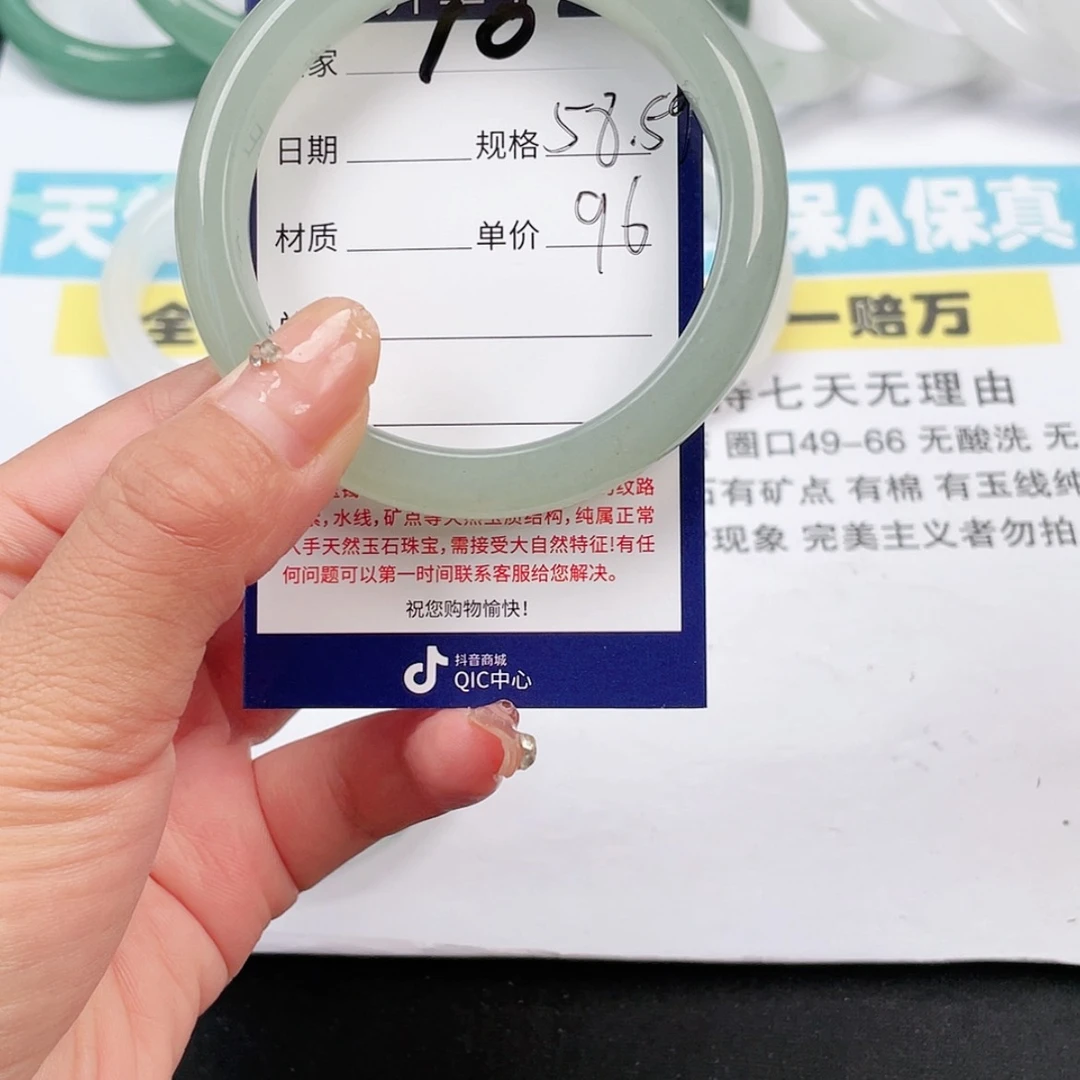 家
日期 规格 58.5
材质 单价 96
天 保A保真
全 一赔万
七天无理由
圈口49-66 无酸洗 无
有矿点 有棉 有玉线纯
现象 完美主义者勿拍
纹路
,水线,矿点等天然玉质结构,纯属正常
入手天然玉石珠宝,需接受大自然特征!有任
何问题可以第一时间联系客服给您解决。
祝您购物愉快!
抖音商城
QIC中心